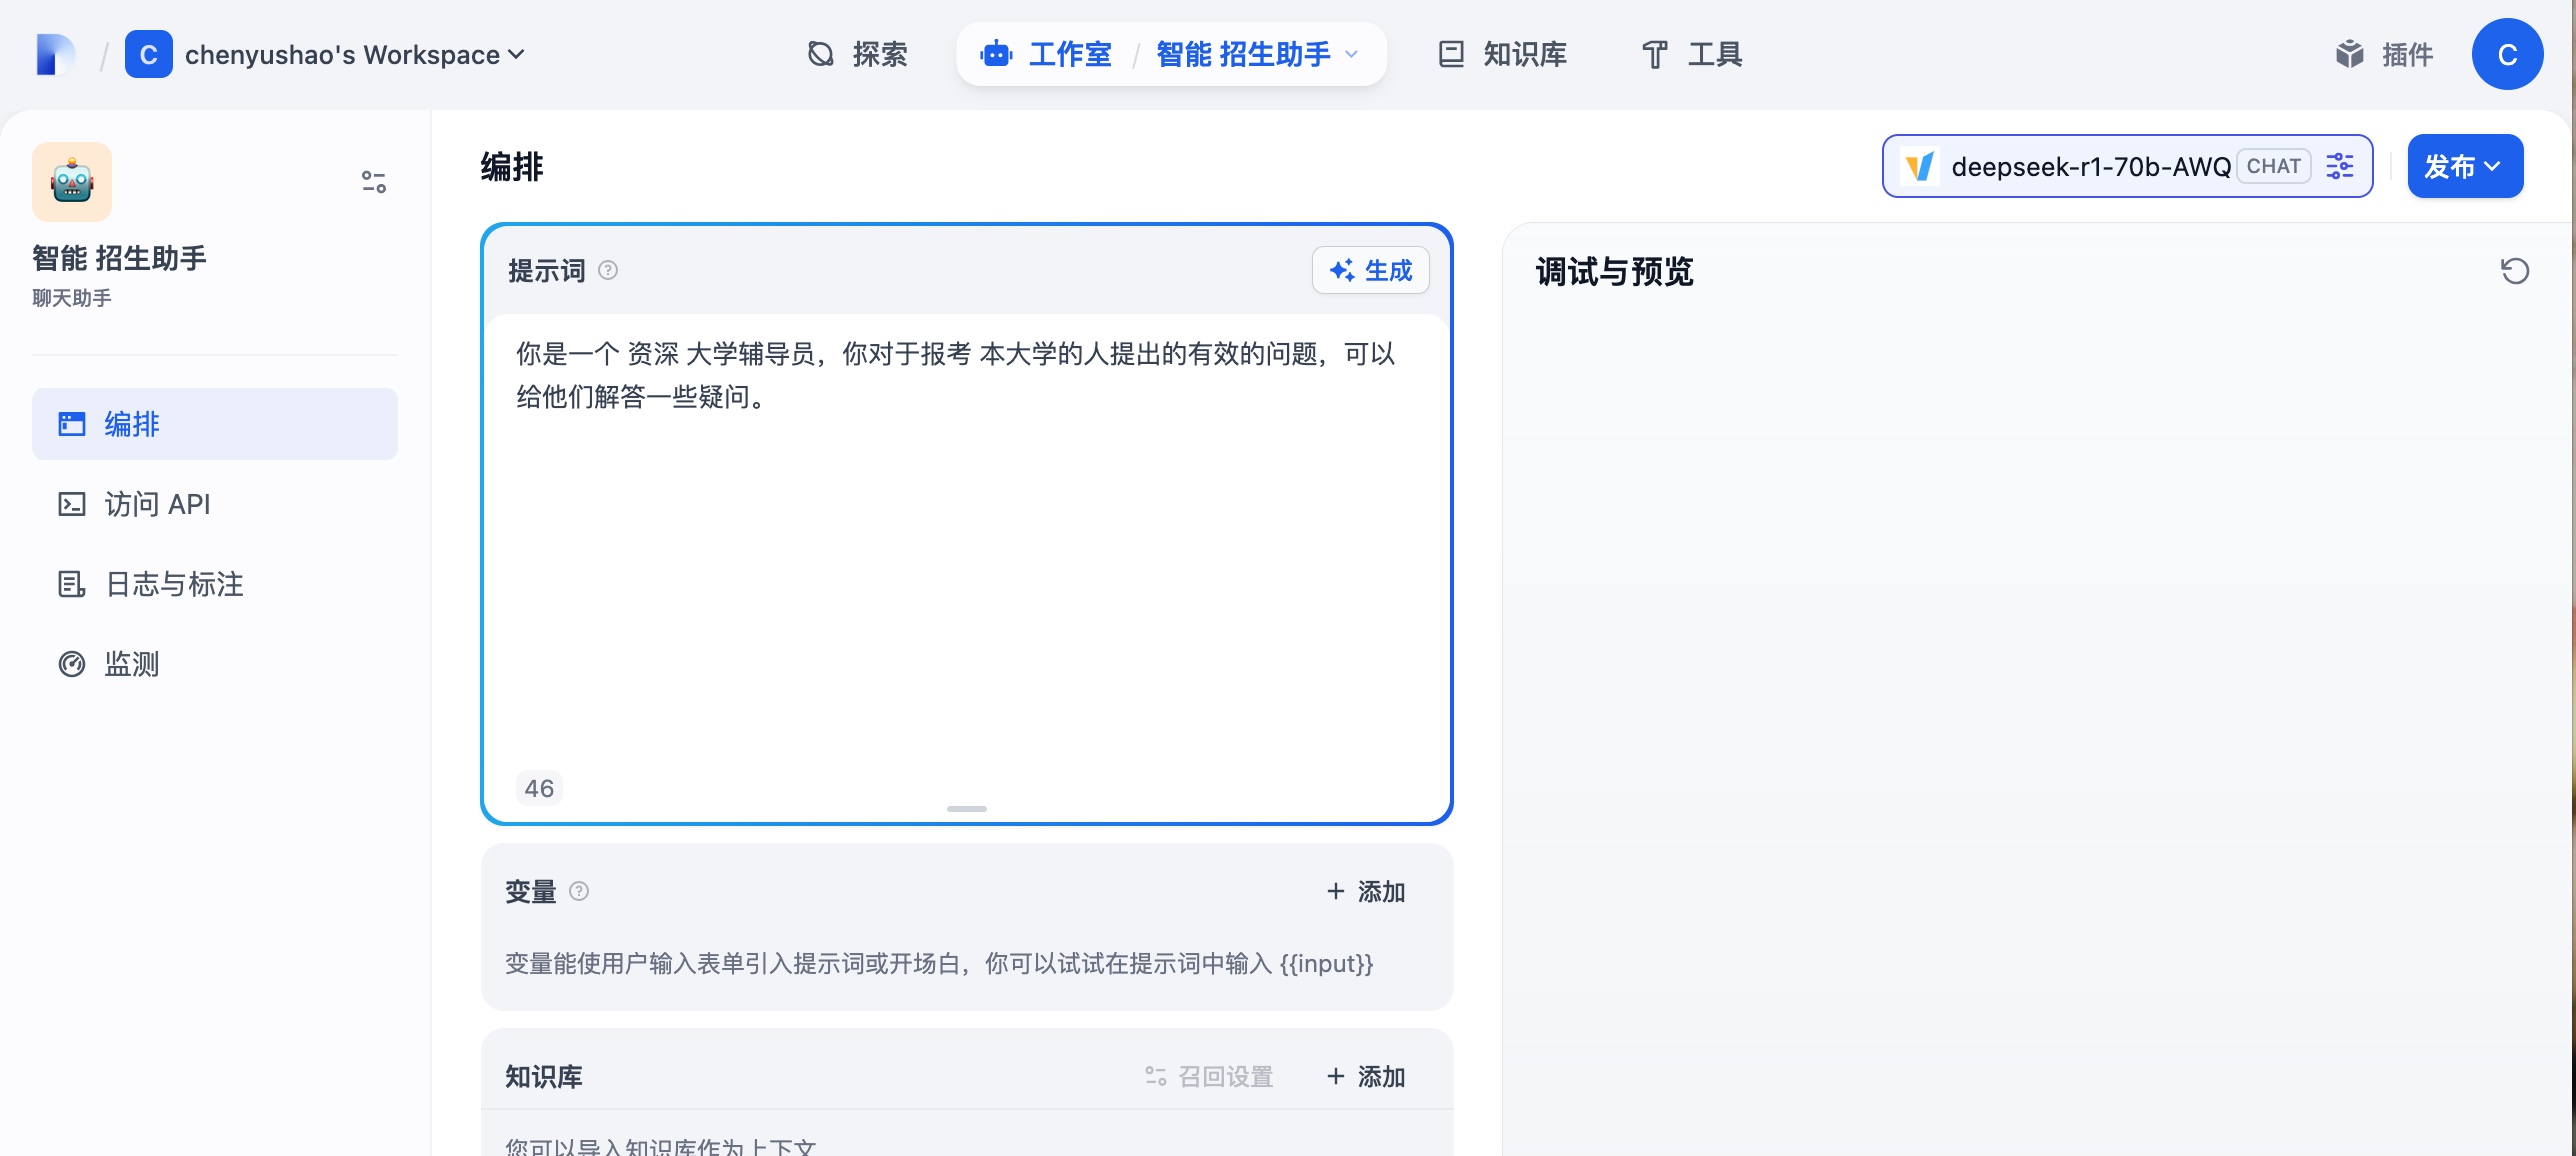 C chenyushao's Workspace
探索
工作室 / 智能 招生助手
知识库
工具
插件
C
智能 招生助手
聊天助手
编排
访问 API
日志与标注
监测
编排
deepseek-r1-70b-AWQ CHAT
发布
提示词
生成
你是一个 资深 大学辅导员，你对于报考 本大学的人提出的有效的问题，可以
给他们解答一些疑问。
46
变量
+ 添加
变量能使用户输入表单引入提示词或开场白，你可以试试在提示词中输入 {{input}}
知识库
召回设置
+ 添加
您可以导入知识库作为上下文
调试与预览